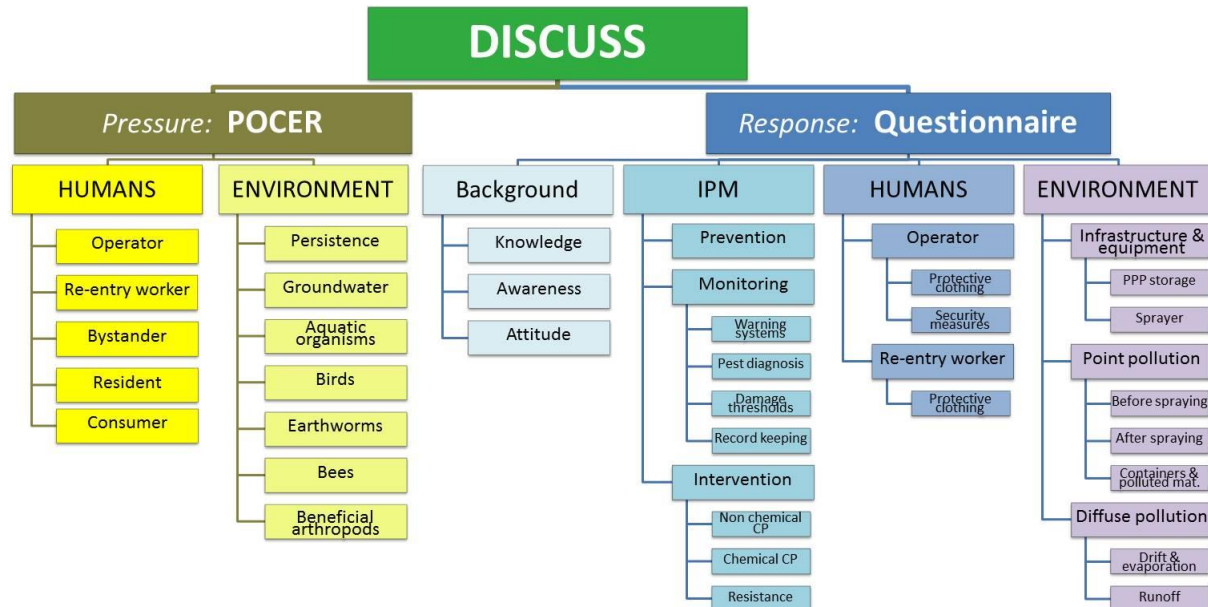 DISCUSS
Pressure: POCER
Response: Questionnaire
HUMANS
Operator
Re-entry worker
Bystander
Resident
Consumer
ENVIRONMENT
Persistence
Groundwater
Aquatic
organisms
Birds
Earthworms
Bees
Beneficial
arthropods
Background
Knowledge
Awareness
Attitude
IPM
Prevention
Monitoring
Warning
systems
Pest diagnosis
Damage
thresholds
Record keeping
Intervention
Non chemical
CP
Chemical CP
Resistance
HUMANS
Operator
Protective
clothing
Security
measures
Re-entry worker
Protective
clothing
ENVIRONMENT
Infrastructure &
equipment
PPP storage
Sprayer
Point pollution
Before spraying
After spraying
Containers &
polluted mat.
Diffuse pollution
Drift &
evaporation
Runoff